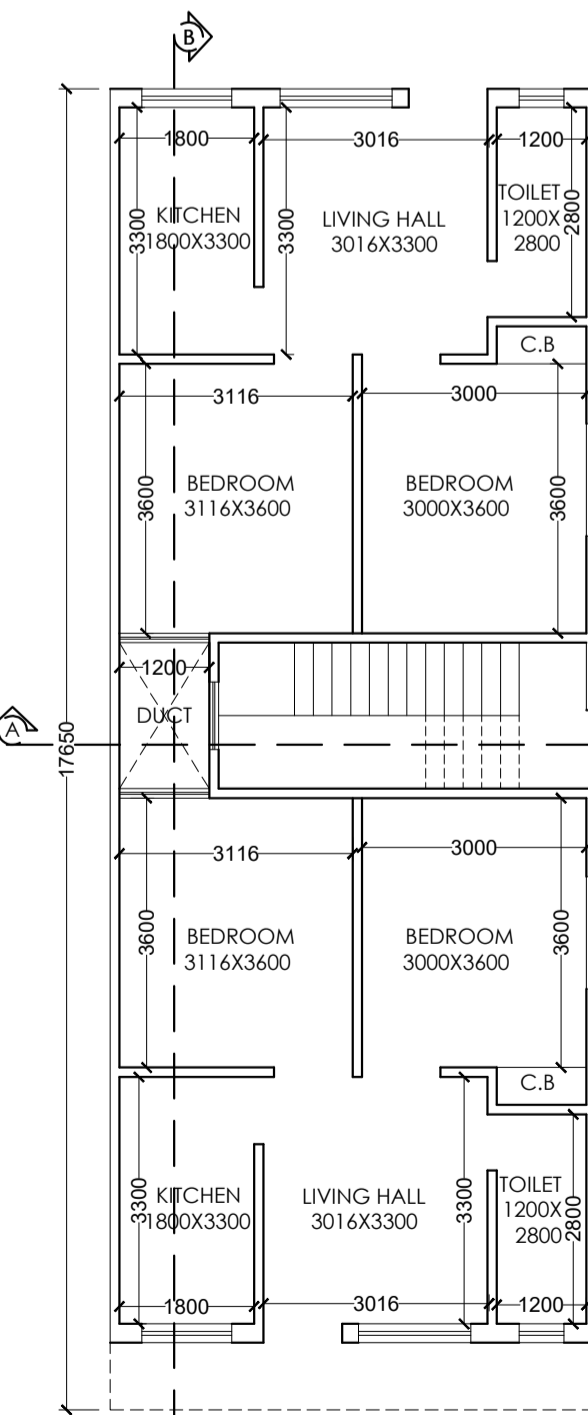 B
1800
3016
1200
KITCHEN
1800X3300
3300
3300
LIVING HALL
3016X3300
TOILET
1200X
2800
2800
C.B
3116
3000
BEDROOM
3116X3600
3600
BEDROOM
3000X3600
3600
1200
DUCT
A
17650
3116
3000
BEDROOM
3116X3600
3600
BEDROOM
3000X3600
3600
C.B
KITCHEN
1800X3300
3300
LIVING HALL
3016X3300
3300
TOILET
1200X
2800
2800
1800
3016
1200